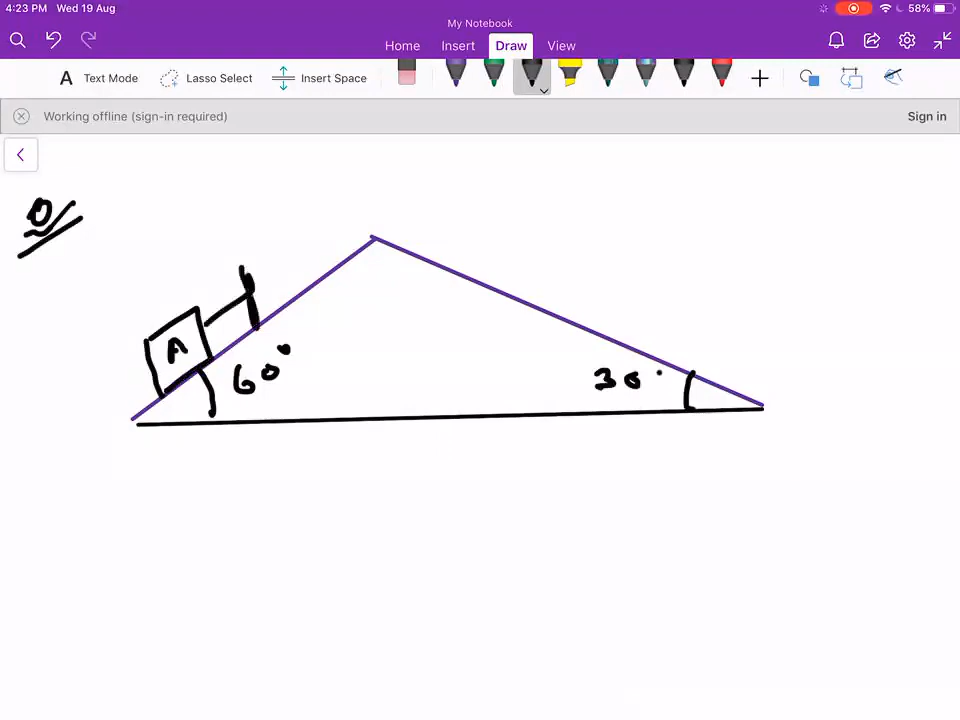 4:23 PM Wed 19 Aug
58%
My Notebook
Home Insert Draw View
A Text Mode Lasso Select Insert Space
Working offline (sign-in required) Sign in
Q
A
60°
30°